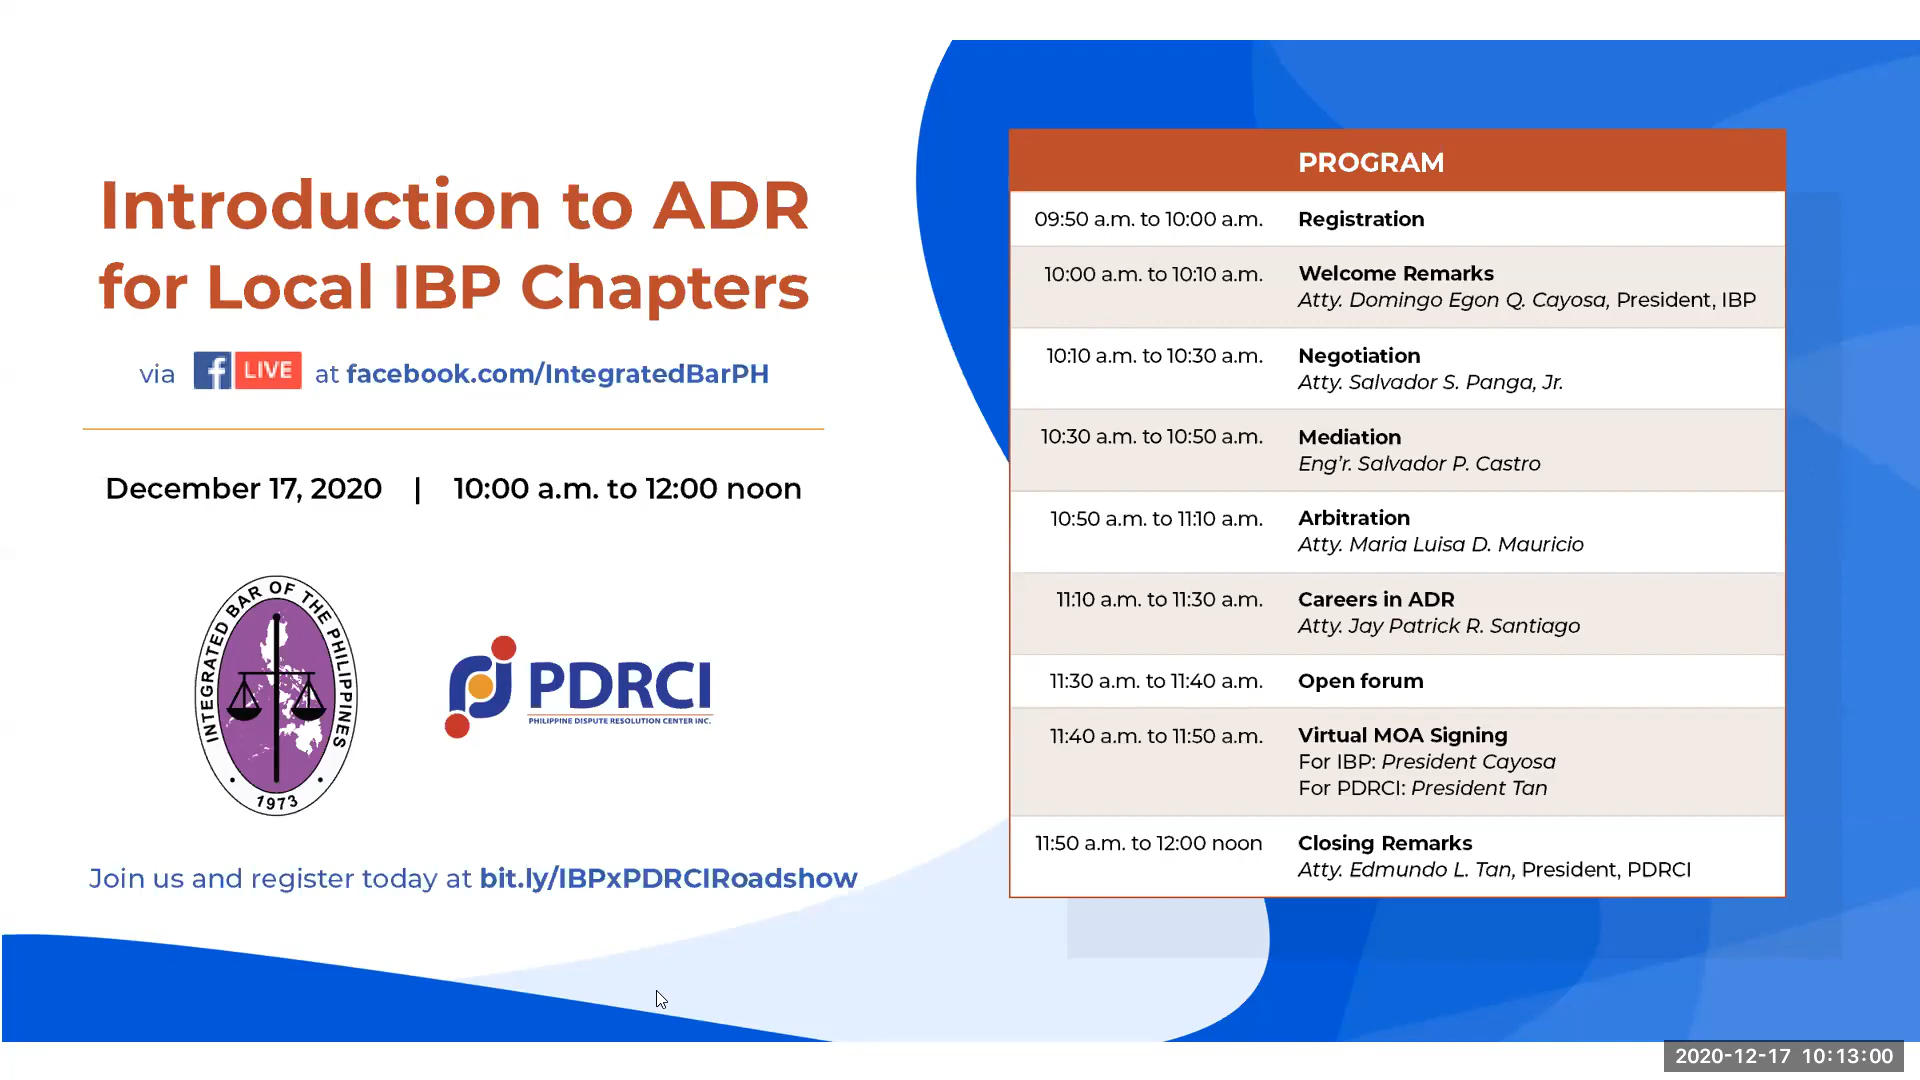 Introduction to ADR
for Local IBP Chapters
via f LIVE at facebook.com/IntegratedBarPH
December 17, 2020 | 10:00 a.m. to 12:00 noon
INTEGRATED BAR OF THE PHILIPPINES
1973
PDRCI
PHILIPPINE DISPUTE RESOLUTION CENTER INC.
Join us and register today at bit.ly/IBPxPDRCIRoadshow
PROGRAM
09:50 a.m. to 10:00 a.m. Registration
10:00 a.m. to 10:10 a.m. Welcome Remarks
Atty. Domingo Egon Q. Cayosa, President, IBP
10:10 a.m. to 10:30 a.m. Negotiation
Atty. Salvador S. Panga, Jr.
10:30 a.m. to 10:50 a.m. Mediation
Eng'r. Salvador P. Castro
10:50 a.m. to 11:10 a.m. Arbitration
Atty. Maria Luisa D. Mauricio
11:10 a.m. to 11:30 a.m. Careers in ADR
Atty. Jay Patrick R. Santiago
11:30 a.m. to 11:40 a.m. Open forum
11:40 a.m. to 11:50 a.m. Virtual MOA Signing
For IBP: President Cayosa
For PDRCI: President Tan
11:50 a.m. to 12:00 noon Closing Remarks
Atty. Edmundo L. Tan, President, PDRCI
2020-12-17 10:13:00